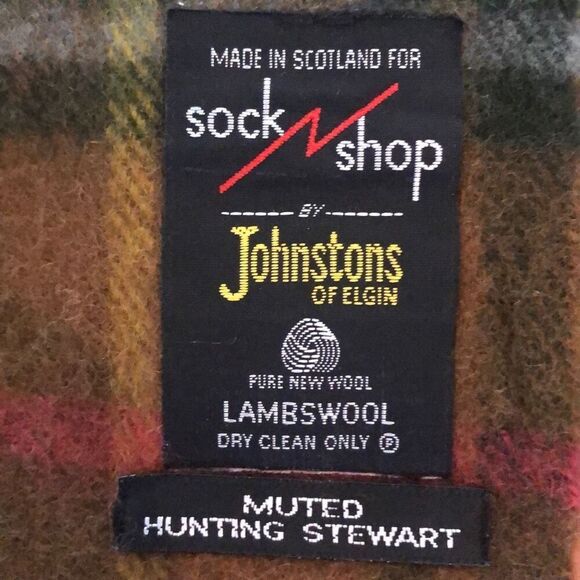 MADE IN SCOTLAND FOR
sock
shop
BY
Johnstons
OF ELGIN
PURE NEW WOOL
LAMBSWOOL
DRY CLEAN ONLY Ⓟ
MUTED
HUNTING STEWART